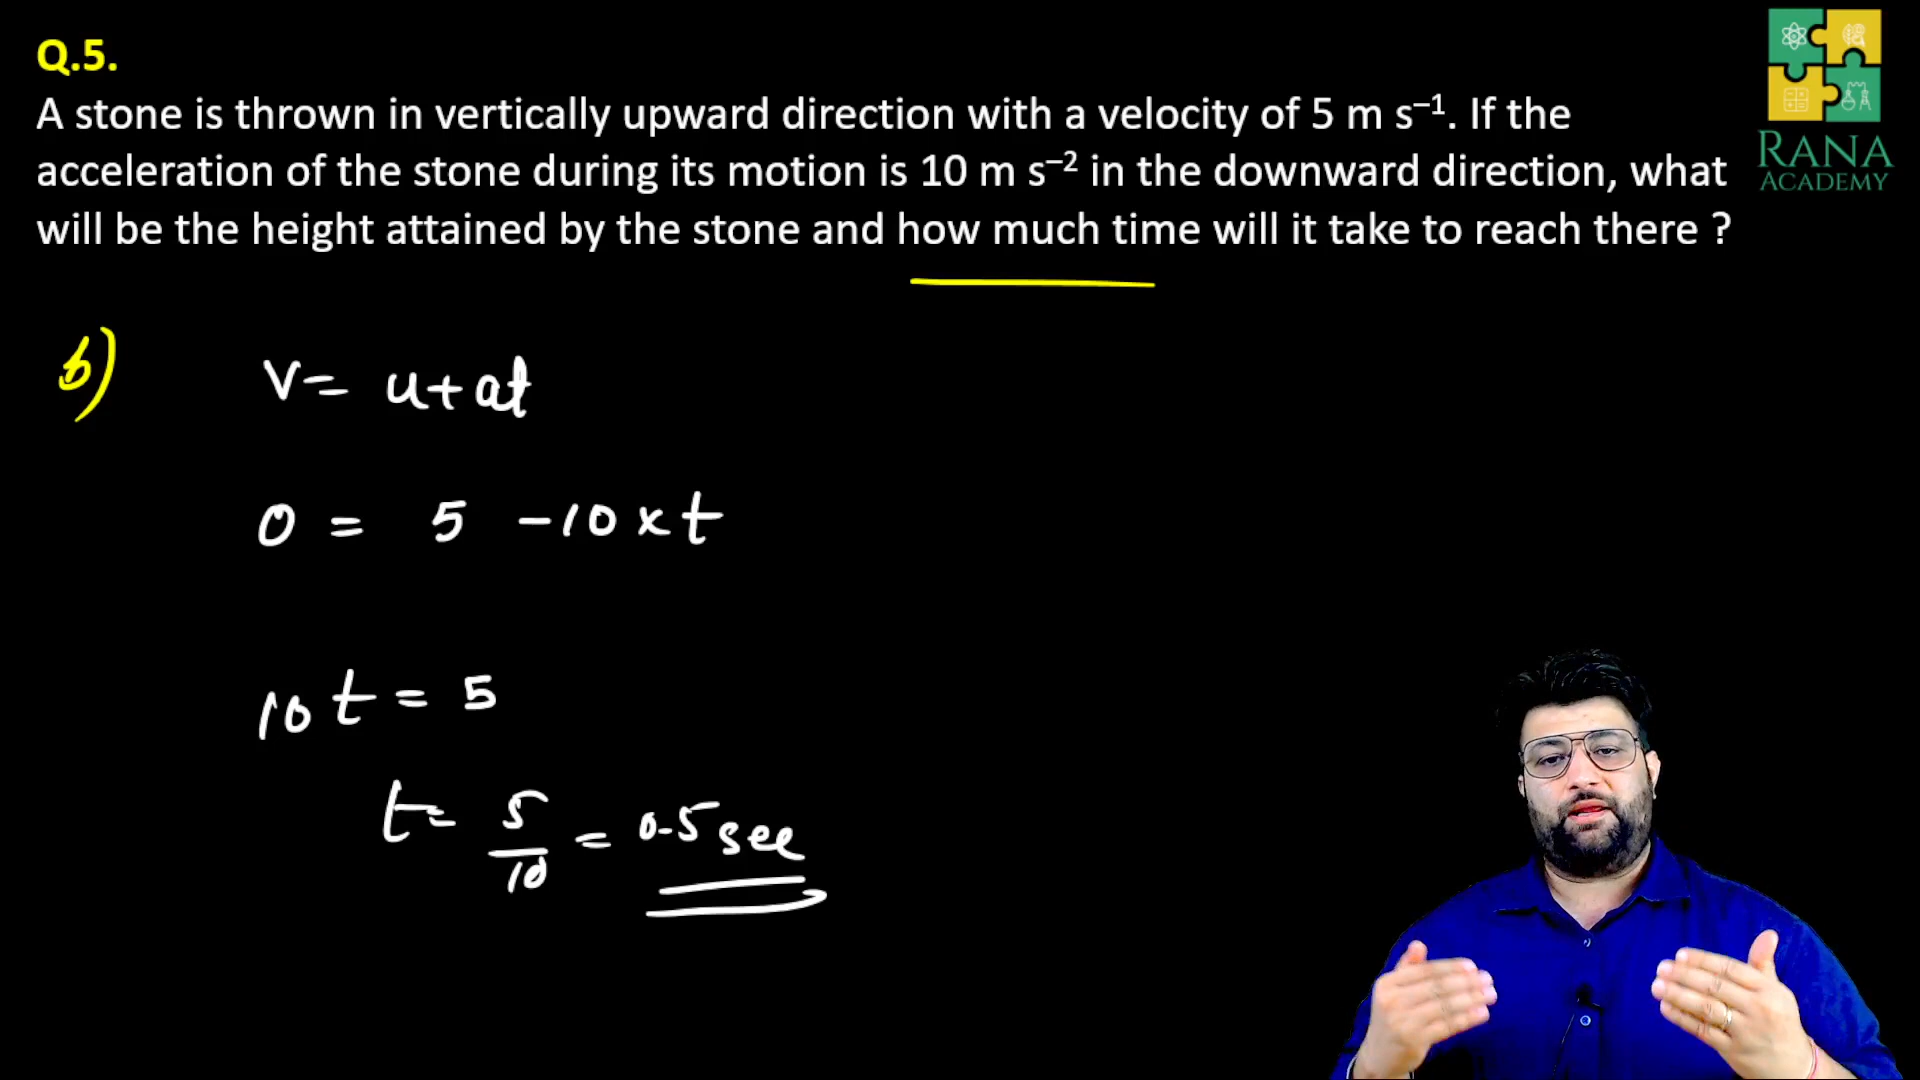 Q.5.
A stone is thrown in vertically upward direction with a velocity of 5 m s⁻¹. If the
acceleration of the stone during its motion is 10 m s⁻² in the downward direction, what
will be the height attained by the stone and how much time will it take to reach there ?
RANA
ACADEMY
b)
v = u + at
0 = 5 - 10 x t
10 t = 5
t = 5/10 = 0.5 sec